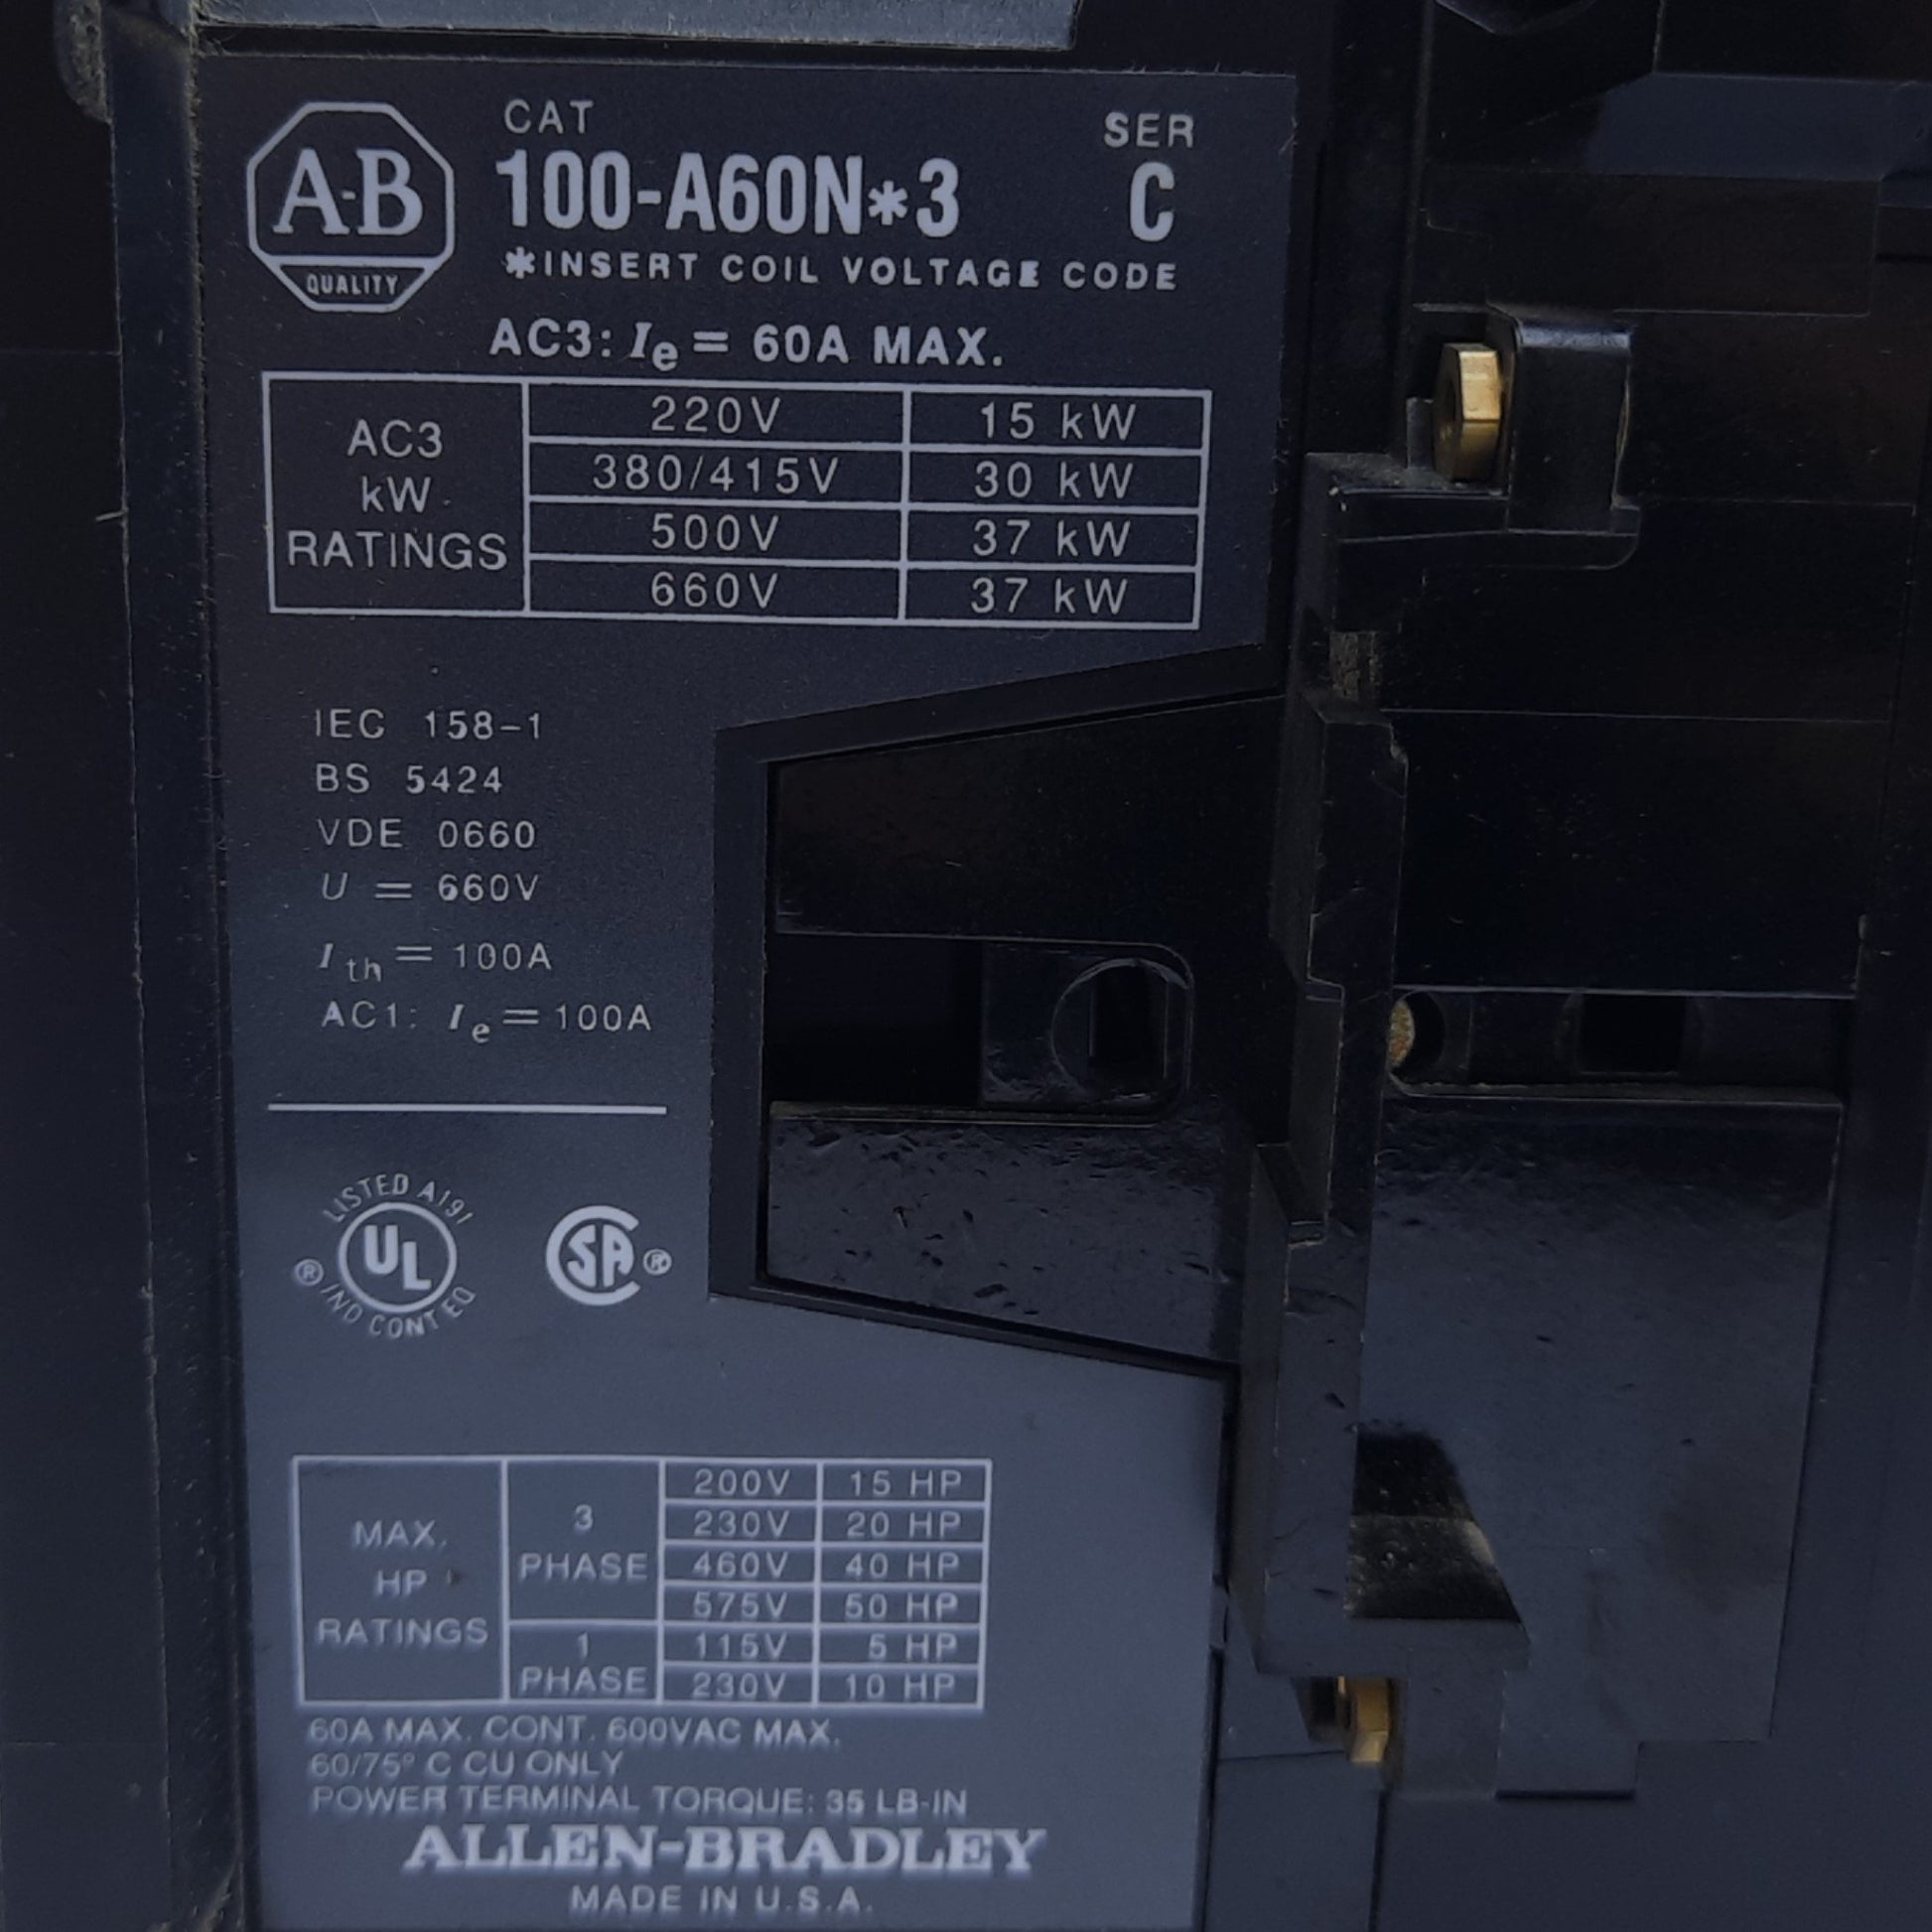 A-B
QUALITY
CAT
100-A60N*3
SER
C
*INSERT COIL VOLTAGE CODE
AC3: Ie = 60A MAX.
AC3 kW RATINGS
220V 15 kW
380/415V 30 kW
500V 37 kW
660V 37 kW
IEC 158-1
BS 5424
VDE 0660
U = 660V
Ith = 100A
AC1: Ie = 100A
LISTED A191
UL
®
IND CONT EQ
SA ®
MAX. HP RATINGS
3 PHASE
200V 15 HP
230V 20 HP
460V 40 HP
575V 50 HP
1 PHASE
115V 5 HP
230V 10 HP
60A MAX. CONT. 600VAC MAX.
60/75° C CU ONLY
POWER TERMINAL TORQUE: 35 LB-IN
ALLEN-BRADLEY
MADE IN U.S.A.